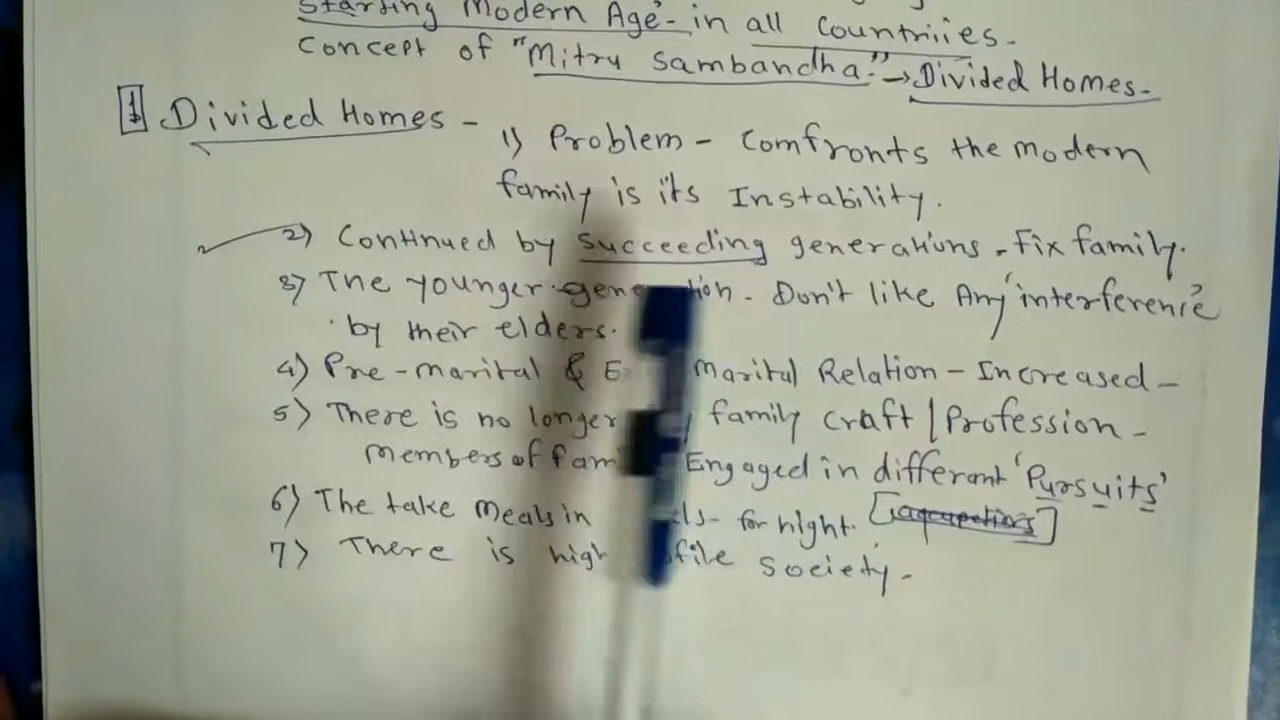 starting Modern Age - in all Countriies.
Concept of "Mitru Sambandha." → Divided Homes -
1 Divided Homes -
1) Problem - Comfronts the modern
family is its Instability.
2) Continued by succeeding generations - Fix family.
3) The younger generation - Don't like Any 'interference
by their elders.
4) Pre-marital & Marital Relation - Increased -
5) There is no longer family craft | Profession -
members of Engaged in different 'Pursuits'
6) The take meals in for night. [ ]
7) There is society -